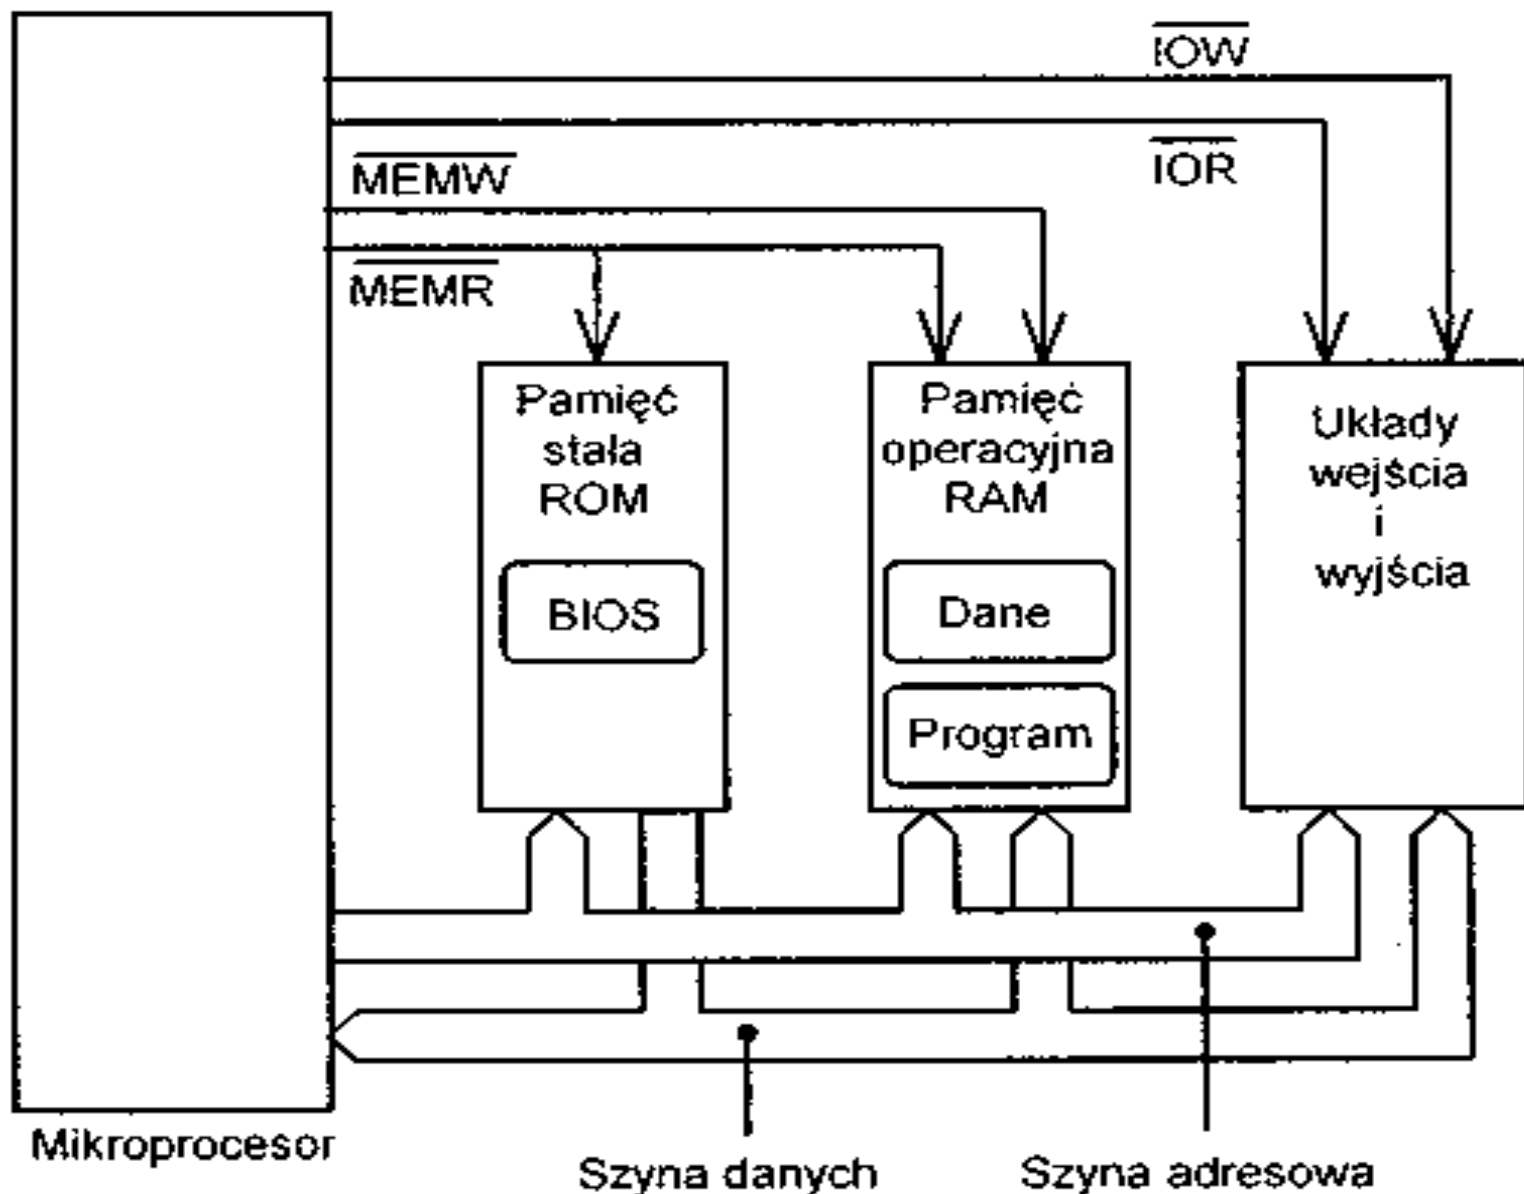 IOW
IOR
MEMW
MEMR
Pamięć
stała
ROM
BIOS
Pamięć
operacyjna
RAM
Dane
Program
Układy
wejścia
i
wyjścia
Mikroprocesor
Szyna danych
Szyna adresowa